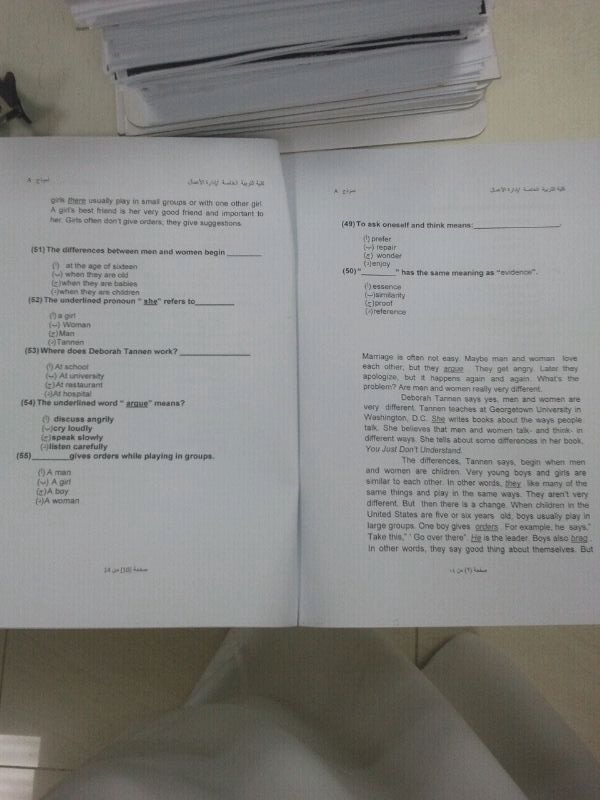 كلية التربية الخاصة \إدارة الأعمال
نموذج A
girls there usually play in small groups or with one other girl.
A girl's best friend is her very good friend and important to
her. Girls often don't give orders; they give suggestions.
(51) The differences between men and women begin ________
(أ) at the age of sixteen
(ب) when they are old
(ج) when they are babies
(د) when they are children
(52) The underlined pronoun " she" refers to_________
(أ) a girl
(ب) Woman
(ج) Man
(د) Tannen
(53) Where does Deborah Tannen work? ________________
(أ) At school
(ب) At university
(ج) At restaurant
(د) At hospital
(54) The underlined word " argue" means?
(أ) discuss angrily
(ب) cry loudly
(ج) speak slowly
(د) listen carefully
(55)________gives orders while playing in groups.
(أ) A man
(ب) A girl
(ج) A boy
(د) A woman
صفحة (10) من 14
كلية التربية الخاصة \إدارة الأعمال
نموذج A
(49) To ask oneself and think means:___________________.
(أ) prefer
(ب) repair
(ج) wonder
(د) enjoy
(50) "________" has the same meaning as "evidence".
(أ) essence
(ب) similarity
(ج) proof
(د) reference
Marriage is often not easy. Maybe man and woman love
each other, but they argue . They get angry. Later they
apologize, but it happens again and again. What's the
problem? Are men and women really very different.
Deborah Tannen says yes, men and women are
very different. Tannen teaches at Georgetown University in
Washington, D.C. She writes books about the ways people
talk. She believes that men and women talk- and think- in
different ways. She tells about some differences in her book,
You Just Don't Understand.
The differences, Tannen says, begin when men
and women are children. Very young boys and girls are
similar to each other. In other words, they like many of the
same things and play in the same ways. They aren't very
different. But then there is a change. When children in the
United States are five or six years old, boys usually play in
large groups. One boy gives orders . For example, he says,"
Take this," ' Go over there". He is the leader. Boys also brag .
In other words, they say good thing about themselves. But
صفحة (٩) من ١٤